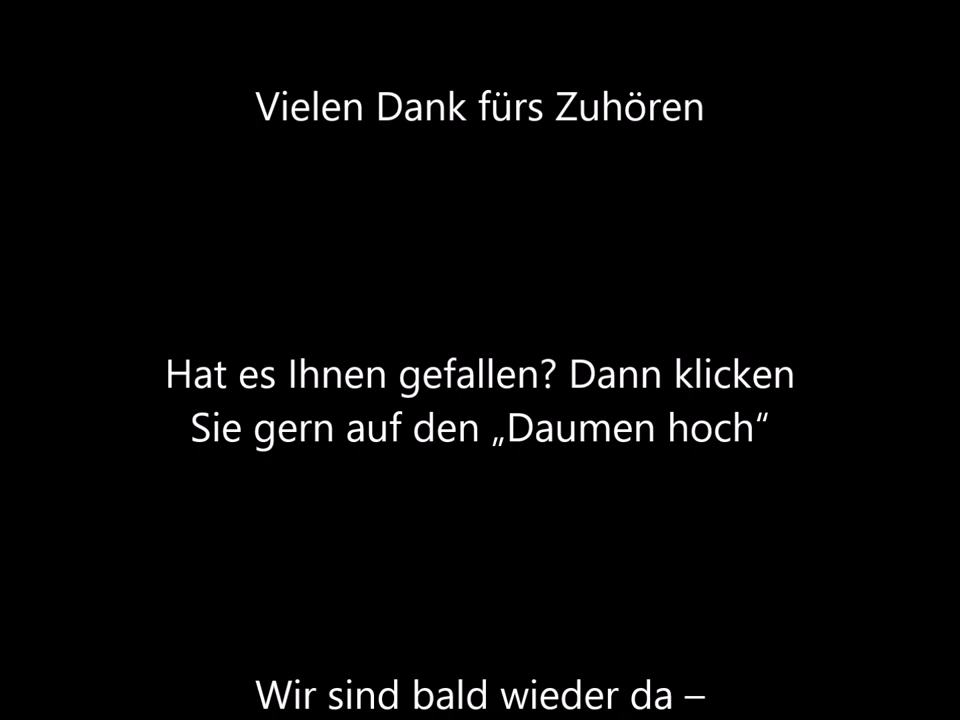 Vielen Dank fürs Zuhören
Hat es Ihnen gefallen? Dann klicken
Sie gern auf den „Daumen hoch“
Wir sind bald wieder da –